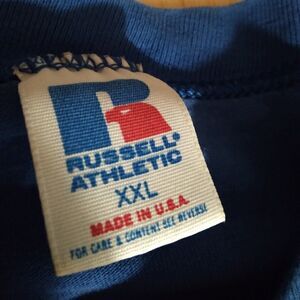 RUSSELL®
ATHLETIC
XXL
MADE IN U.S.A.
FOR CARE & CONTENT SEE REVERSE